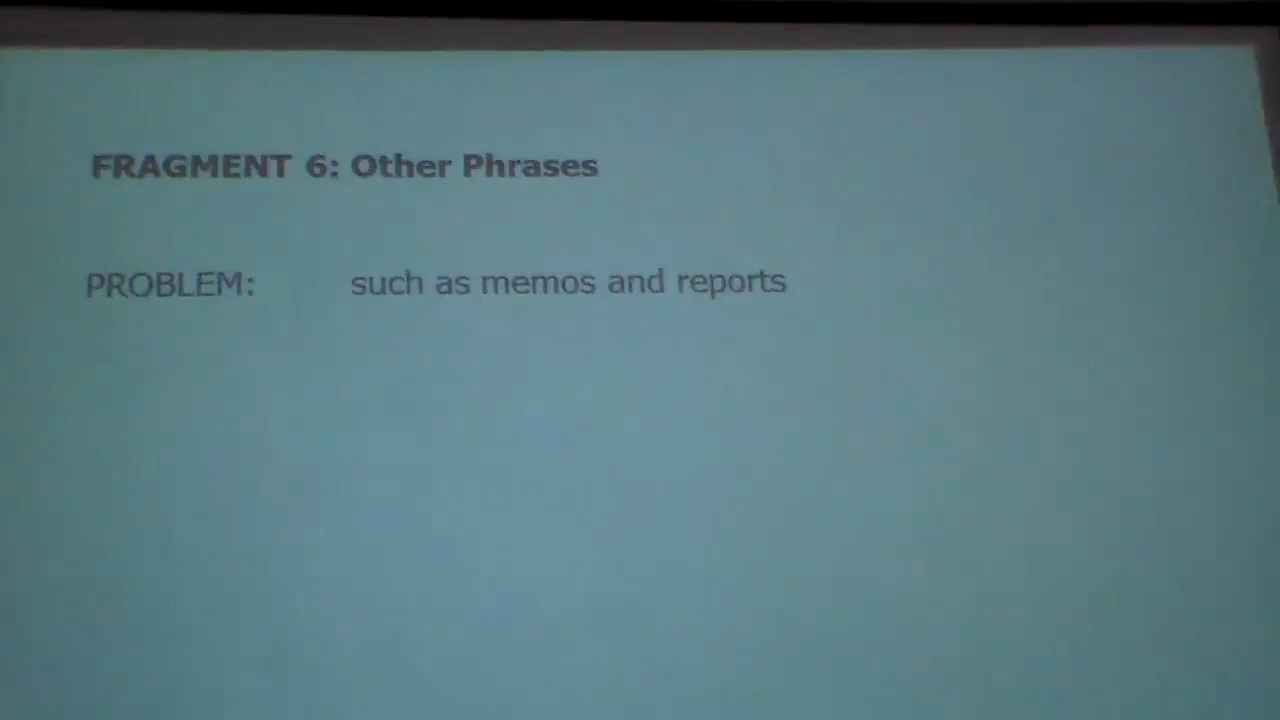 FRAGMENT 6: Other Phrases
PROBLEM: such as memos and reports